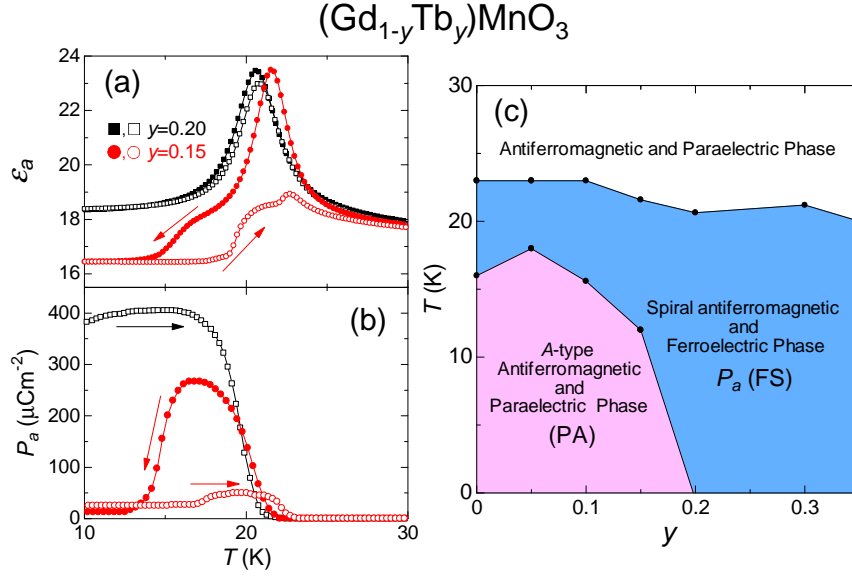 (Gd1-yTby)MnO3
(a)
■,□ y=0.20
●,○ y=0.15
εa
24
22
20
18
16
(b)
Pa (μCm-2)
400
300
200
100
0
10
20
30
T (K)
(c)
Antiferromagnetic and Paraelectric Phase
Spiral antiferromagnetic
and
Ferroelectric Phase
Pa (FS)
A-type
Antiferromagnetic
and
Paraelectric Phase
(PA)
T (K)
30
20
10
0
0
0.1
0.2
0.3
y